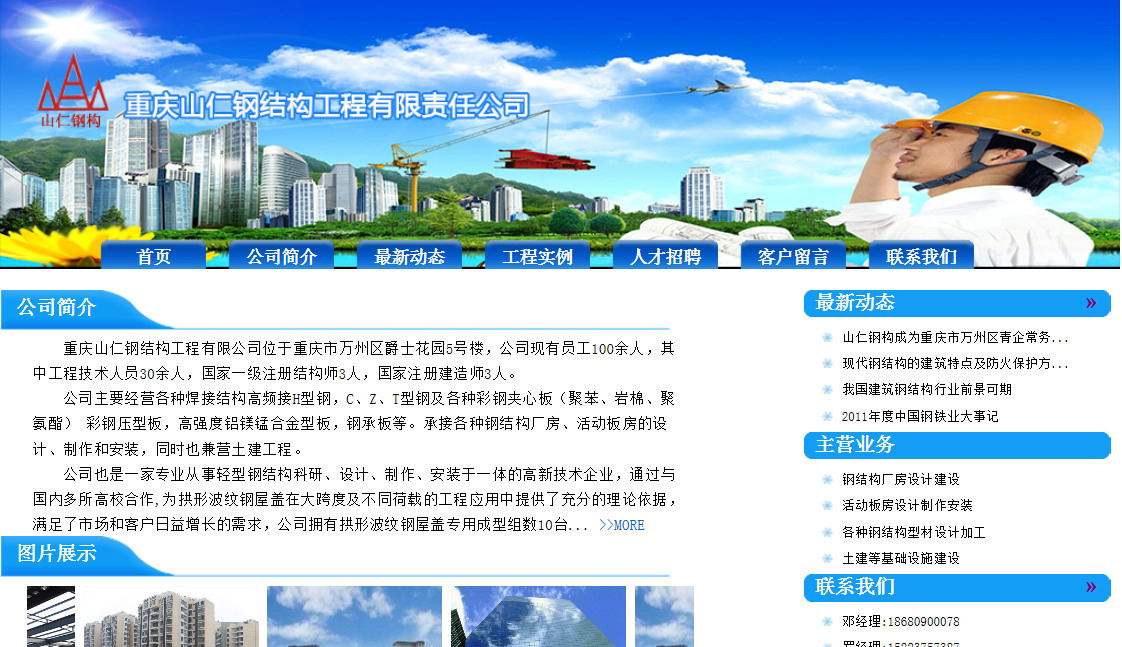 重庆山仁钢结构工程有限责任公司
山仁钢构
首页 公司简介 最新动态 工程实例 人才招聘 客户留言 联系我们
公司简介
重庆山仁钢结构工程有限公司位于重庆市万州区爵士花园5号楼，公司现有员工100余人，其
中工程技术人员30余人，国家一级注册结构师3人，国家注册建造师3人。
公司主要经营各种焊接结构高频接H型钢，C、Z、T型钢及各种彩钢夹心板（聚苯、岩棉、聚
氨酯） 彩钢压型板，高强度铝镁锰合金型板，钢承板等。承接各种钢结构厂房、活动板房的设
计、制作和安装，同时也兼营土建工程。
公司也是一家专业从事轻型钢结构科研、设计、制作、安装于一体的高新技术企业，通过与
国内多所高校合作,为拱形波纹钢屋盖在大跨度及不同荷载的工程应用中提供了充分的理论依据，
满足了市场和客户日益增长的需求，公司拥有拱形波纹钢屋盖专用成型组数10台... >>MORE
图片展示
最新动态 »
山仁钢构成为重庆市万州区青企常务...
现代钢结构的建筑特点及防火保护方...
我国建筑钢结构行业前景可期
2011年度中国钢铁业大事记
主营业务
钢结构厂房设计建设
活动板房设计制作安装
各种钢结构型材设计加工
土建等基础设施建设
联系我们 »
邓经理:18680900078